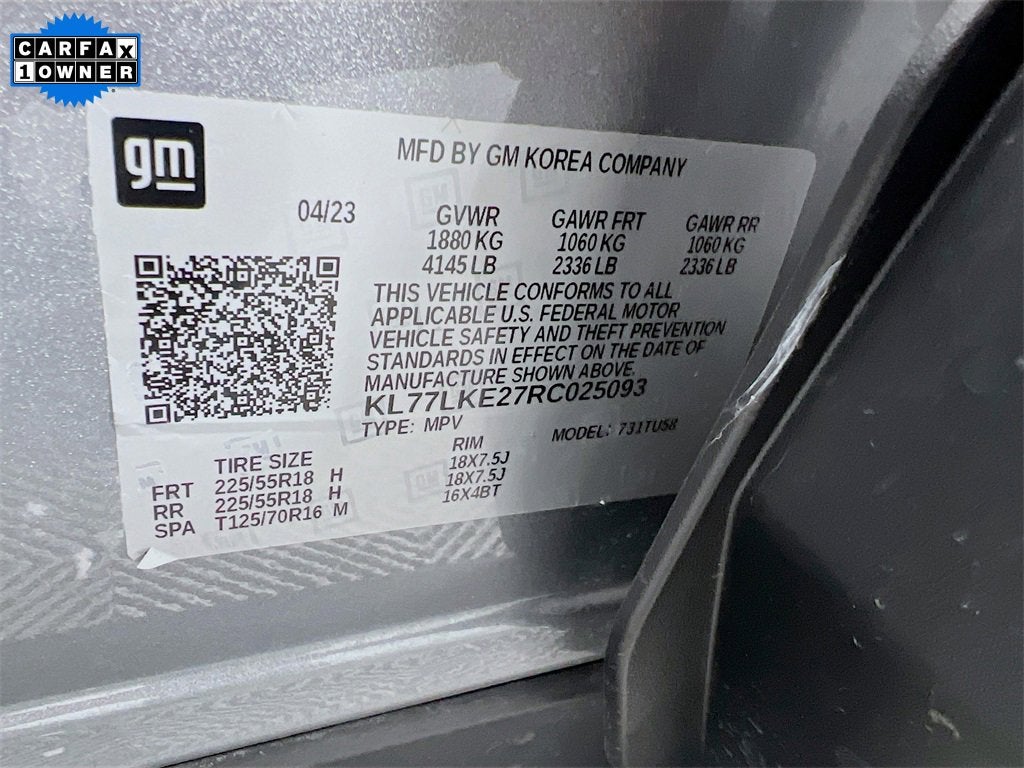 CARFAX
1 OWNER
gm
MFD BY GM KOREA COMPANY
04/23
GVWR GAWR FRT GAWR RR
1880 KG 1060 KG 1060 KG
4145 LB 2336 LB 2336 LB
THIS VEHICLE CONFORMS TO ALL
APPLICABLE U.S. FEDERAL MOTOR
VEHICLE SAFETY AND THEFT PREVENTION
STANDARDS IN EFFECT ON THE DATE OF
MANUFACTURE SHOWN ABOVE.
KL77LKE27RC025093
TYPE: MPV MODEL: 731TU58
TIRE SIZE RIM
FRT 225/55R18 H 18X7.5J
RR 225/55R18 H 18X7.5J
SPA T125/70R16 M 16X4BT